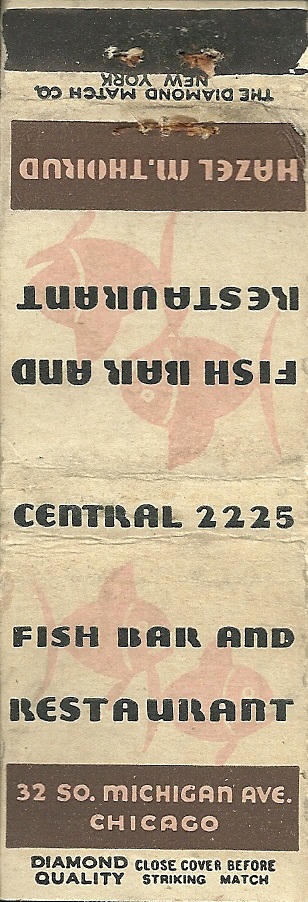 THE DIAMOND MATCH CO.
NEW YORK
HAZEL M. THORUD
FISH BAR AND
RESTAURANT
CENTRAL 2225
FISH BAR AND
RESTAURANT
32 SO. MICHIGAN AVE.
CHICAGO
DIAMOND QUALITY
CLOSE COVER BEFORE
STRIKING MATCH